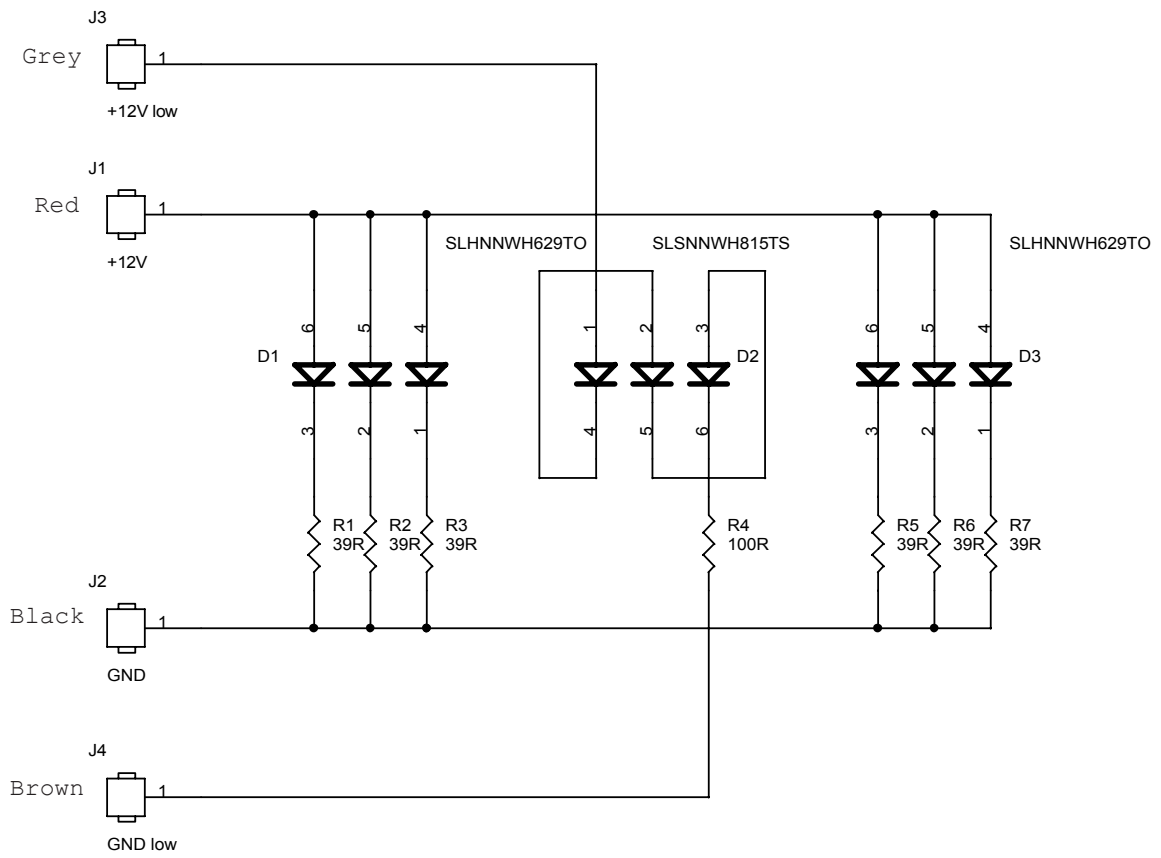 J3
Grey
1
+12V low
J1
Red
1
+12V
SLHNNWH629TO
SLSNNWH815TS
SLHNNWH629TO
6
5
4
1
2
3
6
5
4
D1
D2
D3
3
2
1
4
5
6
3
2
1
R1
39R
R2
39R
R3
39R
R4
100R
R5
39R
R6
39R
R7
39R
J2
Black
1
GND
J4
Brown
1
GND low